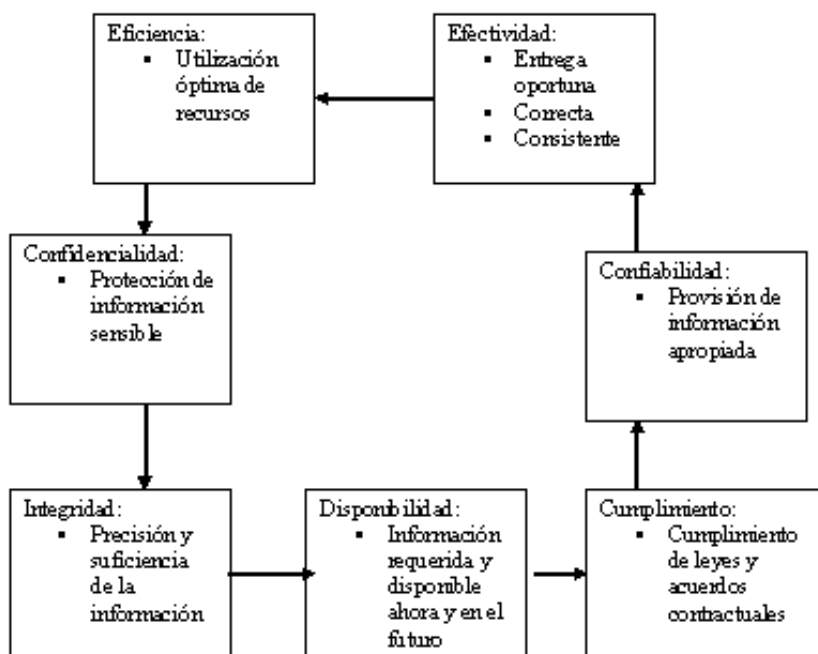 Eficiencia:
▪ Utilización
óptima de
recursos
Efectividad:
▪ Entrega
oportuna
▪ Correcta
▪ Consistente
Confidencialidad:
▪ Protección de
información
sensible
Confiabilidad:
▪ Provisión de
información
apropiada
Integridad:
▪ Precisión y
suficiencia
de la
información
Disponibilidad:
▪ Información
requerida y
disponible
ahora y en el
futuro
Cumplimiento:
▪ Cumplimiento
de leyes y
acuerdos
contractuales